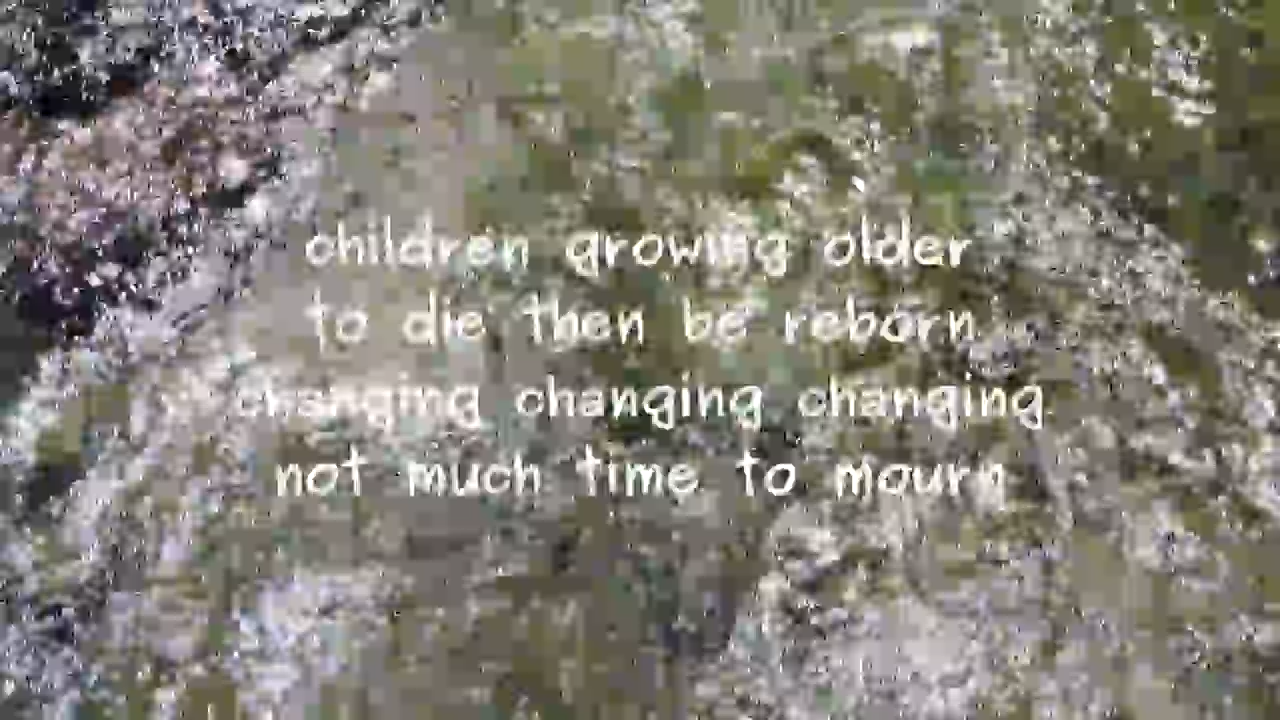 children growing older
to die then be reborn
changing changing changing
not much time to mourn